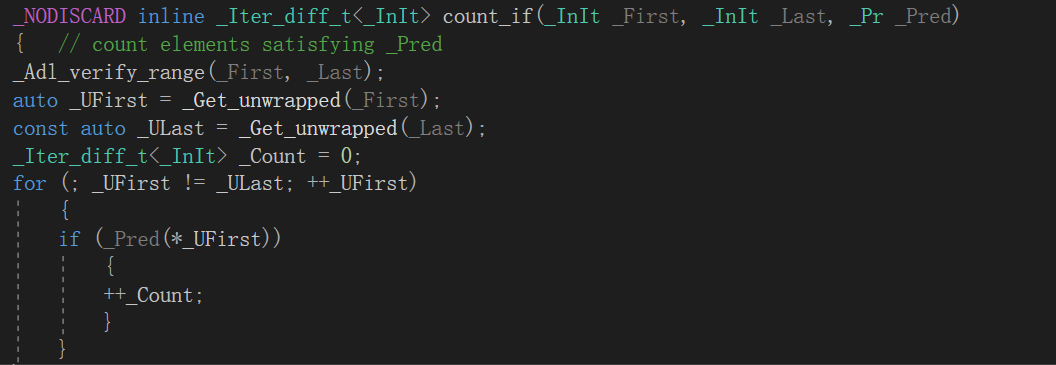 _NODISCARD inline _Iter_diff_t<_InIt> count_if(_InIt _First, _InIt _Last, _Pr _Pred)
{ // count elements satisfying _Pred
_Adl_verify_range(_First, _Last);
auto _UFirst = _Get_unwrapped(_First);
const auto _ULast = _Get_unwrapped(_Last);
_Iter_diff_t<_InIt> _Count = 0;
for (; _UFirst != _ULast; ++_UFirst)
{
if (_Pred(*_UFirst))
{
++_Count;
}
}